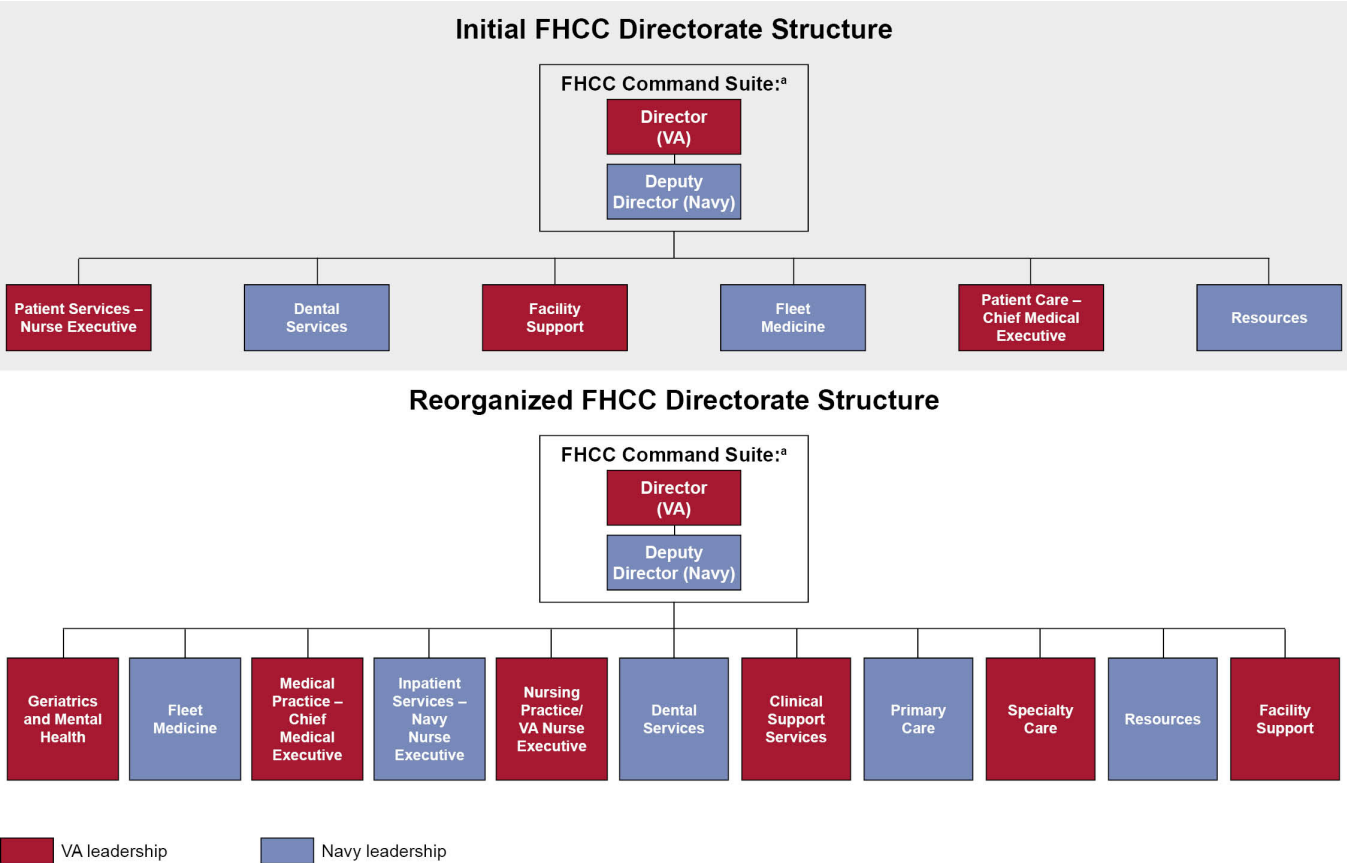 Initial FHCC Directorate Structure
FHCC Command Suite:ᵃ
Director
(VA)
Deputy
Director (Navy)
Patient Services –
Nurse Executive
Dental
Services
Facility
Support
Fleet
Medicine
Patient Care –
Chief Medical
Executive
Resources
Reorganized FHCC Directorate Structure
FHCC Command Suite:ᵃ
Director
(VA)
Deputy
Director (Navy)
Geriatrics
and Mental
Health
Fleet
Medicine
Medical
Practice –
Chief
Medical
Executive
Inpatient
Services –
Navy
Nurse
Executive
Nursing
Practice/
VA Nurse
Executive
Dental
Services
Clinical
Support
Services
Primary
Care
Specialty
Care
Resources
Facility
Support
VA leadership
Navy leadership